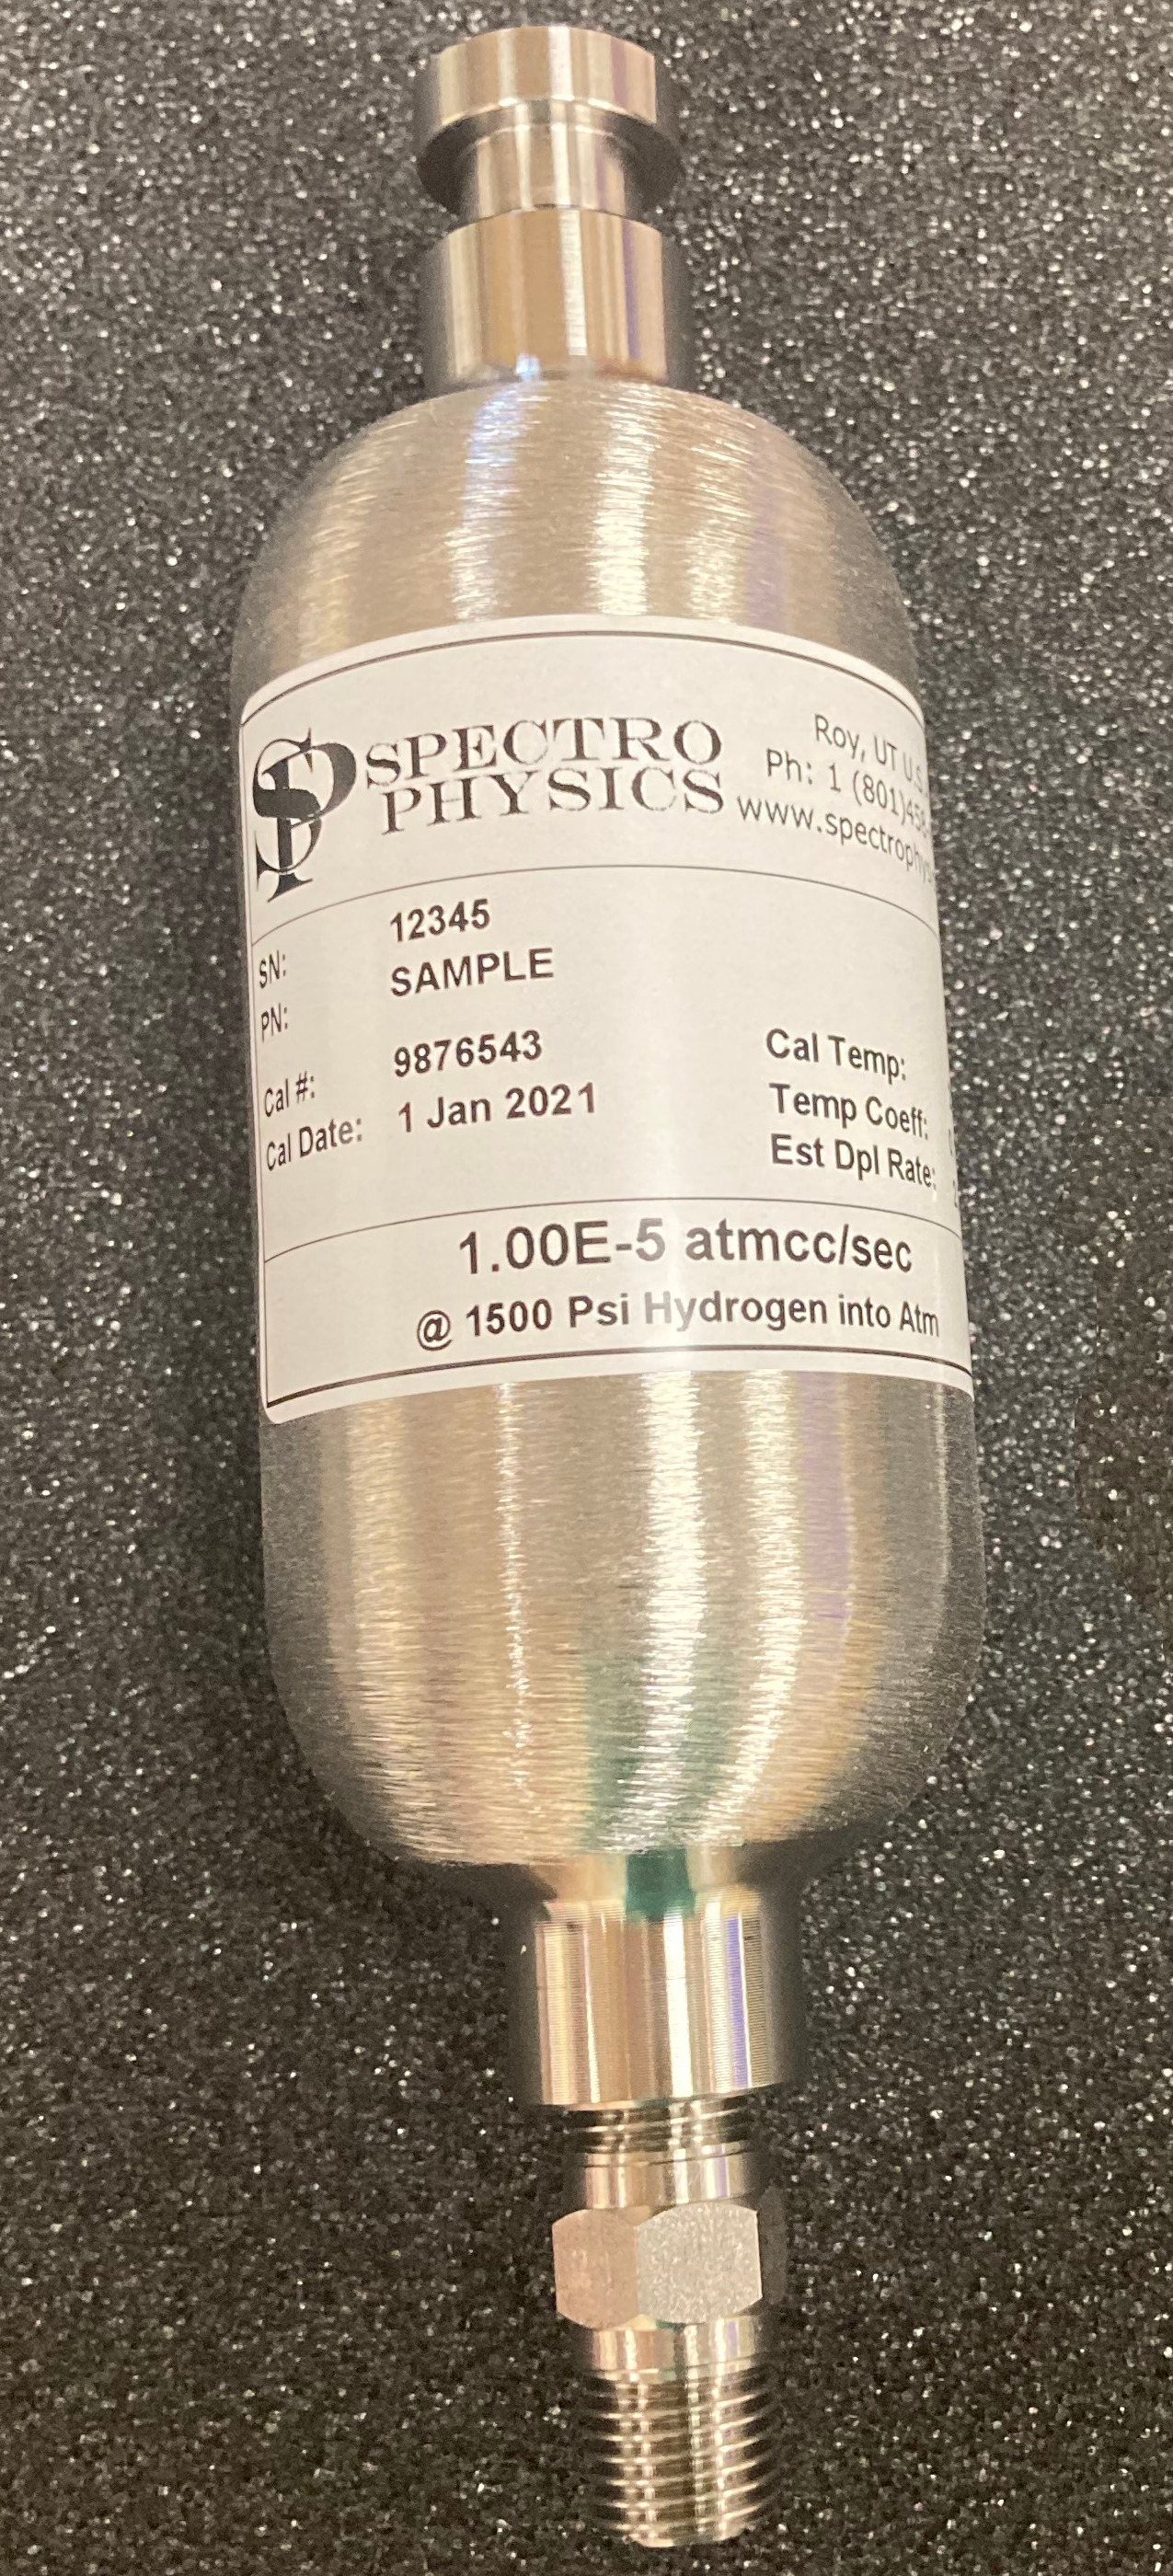 SP SPECTRO
PHYSICS
Roy, UT U.S.
Ph: 1 (801)
www.spectrophys
SN: 12345
PN: SAMPLE
Cal #: 9876543
Cal Date: 1 Jan 2021
Cal Temp:
Temp Coeff:
Est Dpl Rate:
1.00E-5 atmcc/sec
@ 1500 Psi Hydrogen into Atm